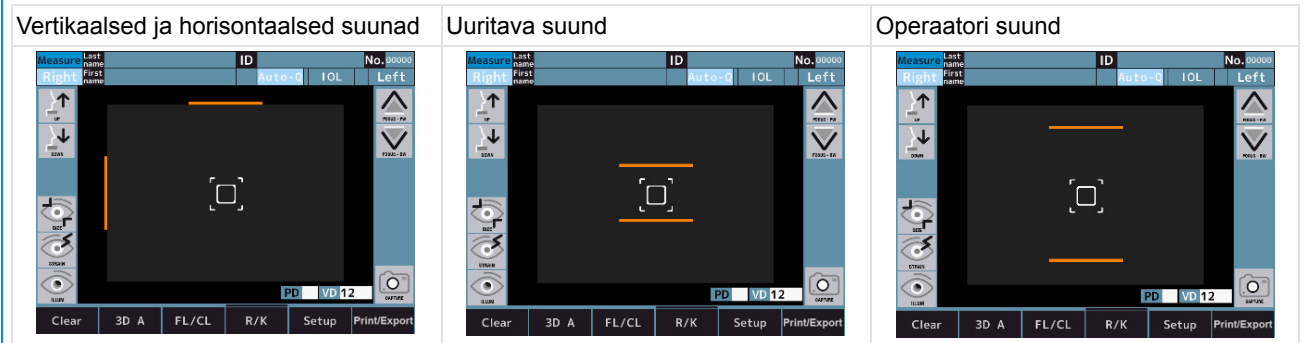 Vertikaalsed ja horisontaalsed suunad
Uuritava suund
Operaatori suund
Measure Last name ID No. 00000
Right First name Auto-Q IOL Left
UP
FOCUS - FW
DOWN
FOCUS - BW
SIZE
STRAIN
ILLUM
CAPTURE
PD VD 12
Clear 3D A FL/CL R/K Setup Print/Export
Measure Last name ID No. 00000
Right First name Auto-Q IOL Left
UP
FOCUS - FW
DOWN
FOCUS - BW
SIZE
STRAIN
ILLUM
CAPTURE
PD VD 12
Clear 3D A FL/CL R/K Setup Print/Export
Measure Last name ID No. 00000
Right First name Auto-Q IOL Left
UP
FOCUS - FW
DOWN
FOCUS - BW
SIZE
STRAIN
ILLUM
CAPTURE
PD VD 12
Clear 3D A FL/CL R/K Setup Print/Export